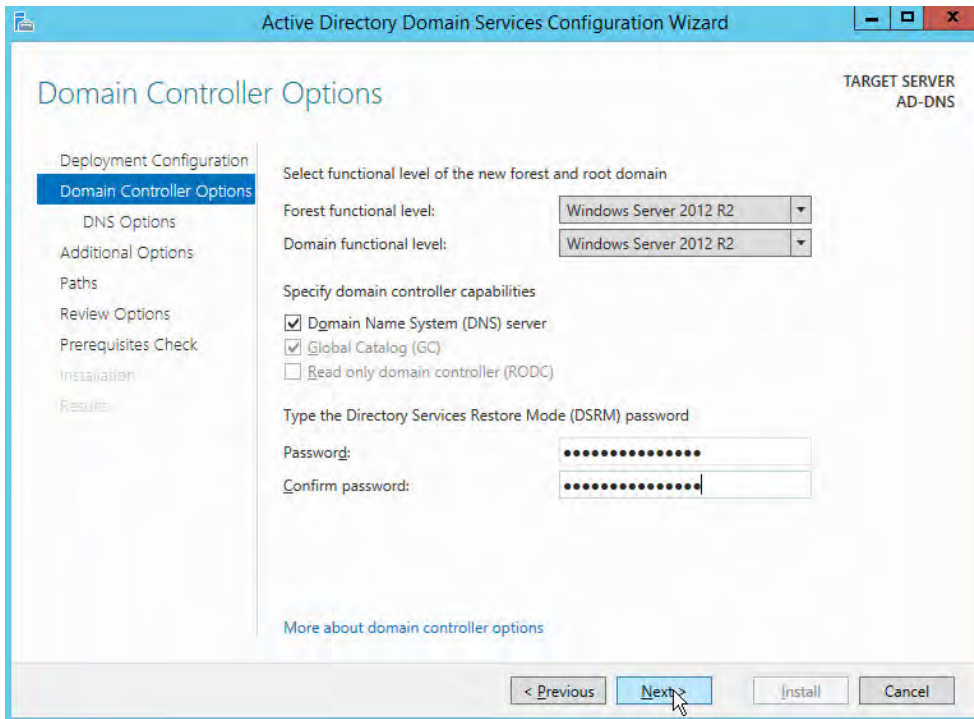 Active Directory Domain Services Configuration Wizard
Domain Controller Options
TARGET SERVER
AD-DNS
Deployment Configuration
Domain Controller Options
DNS Options
Additional Options
Paths
Review Options
Prerequisites Check
Installation
Results
Select functional level of the new forest and root domain
Forest functional level: Windows Server 2012 R2
Domain functional level: Windows Server 2012 R2
Specify domain controller capabilities
Domain Name System (DNS) server
Global Catalog (GC)
Read only domain controller (RODC)
Type the Directory Services Restore Mode (DSRM) password
Password: •••••••••••••••
Confirm password: •••••••••••••••
More about domain controller options
< Previous
Next >
Install
Cancel